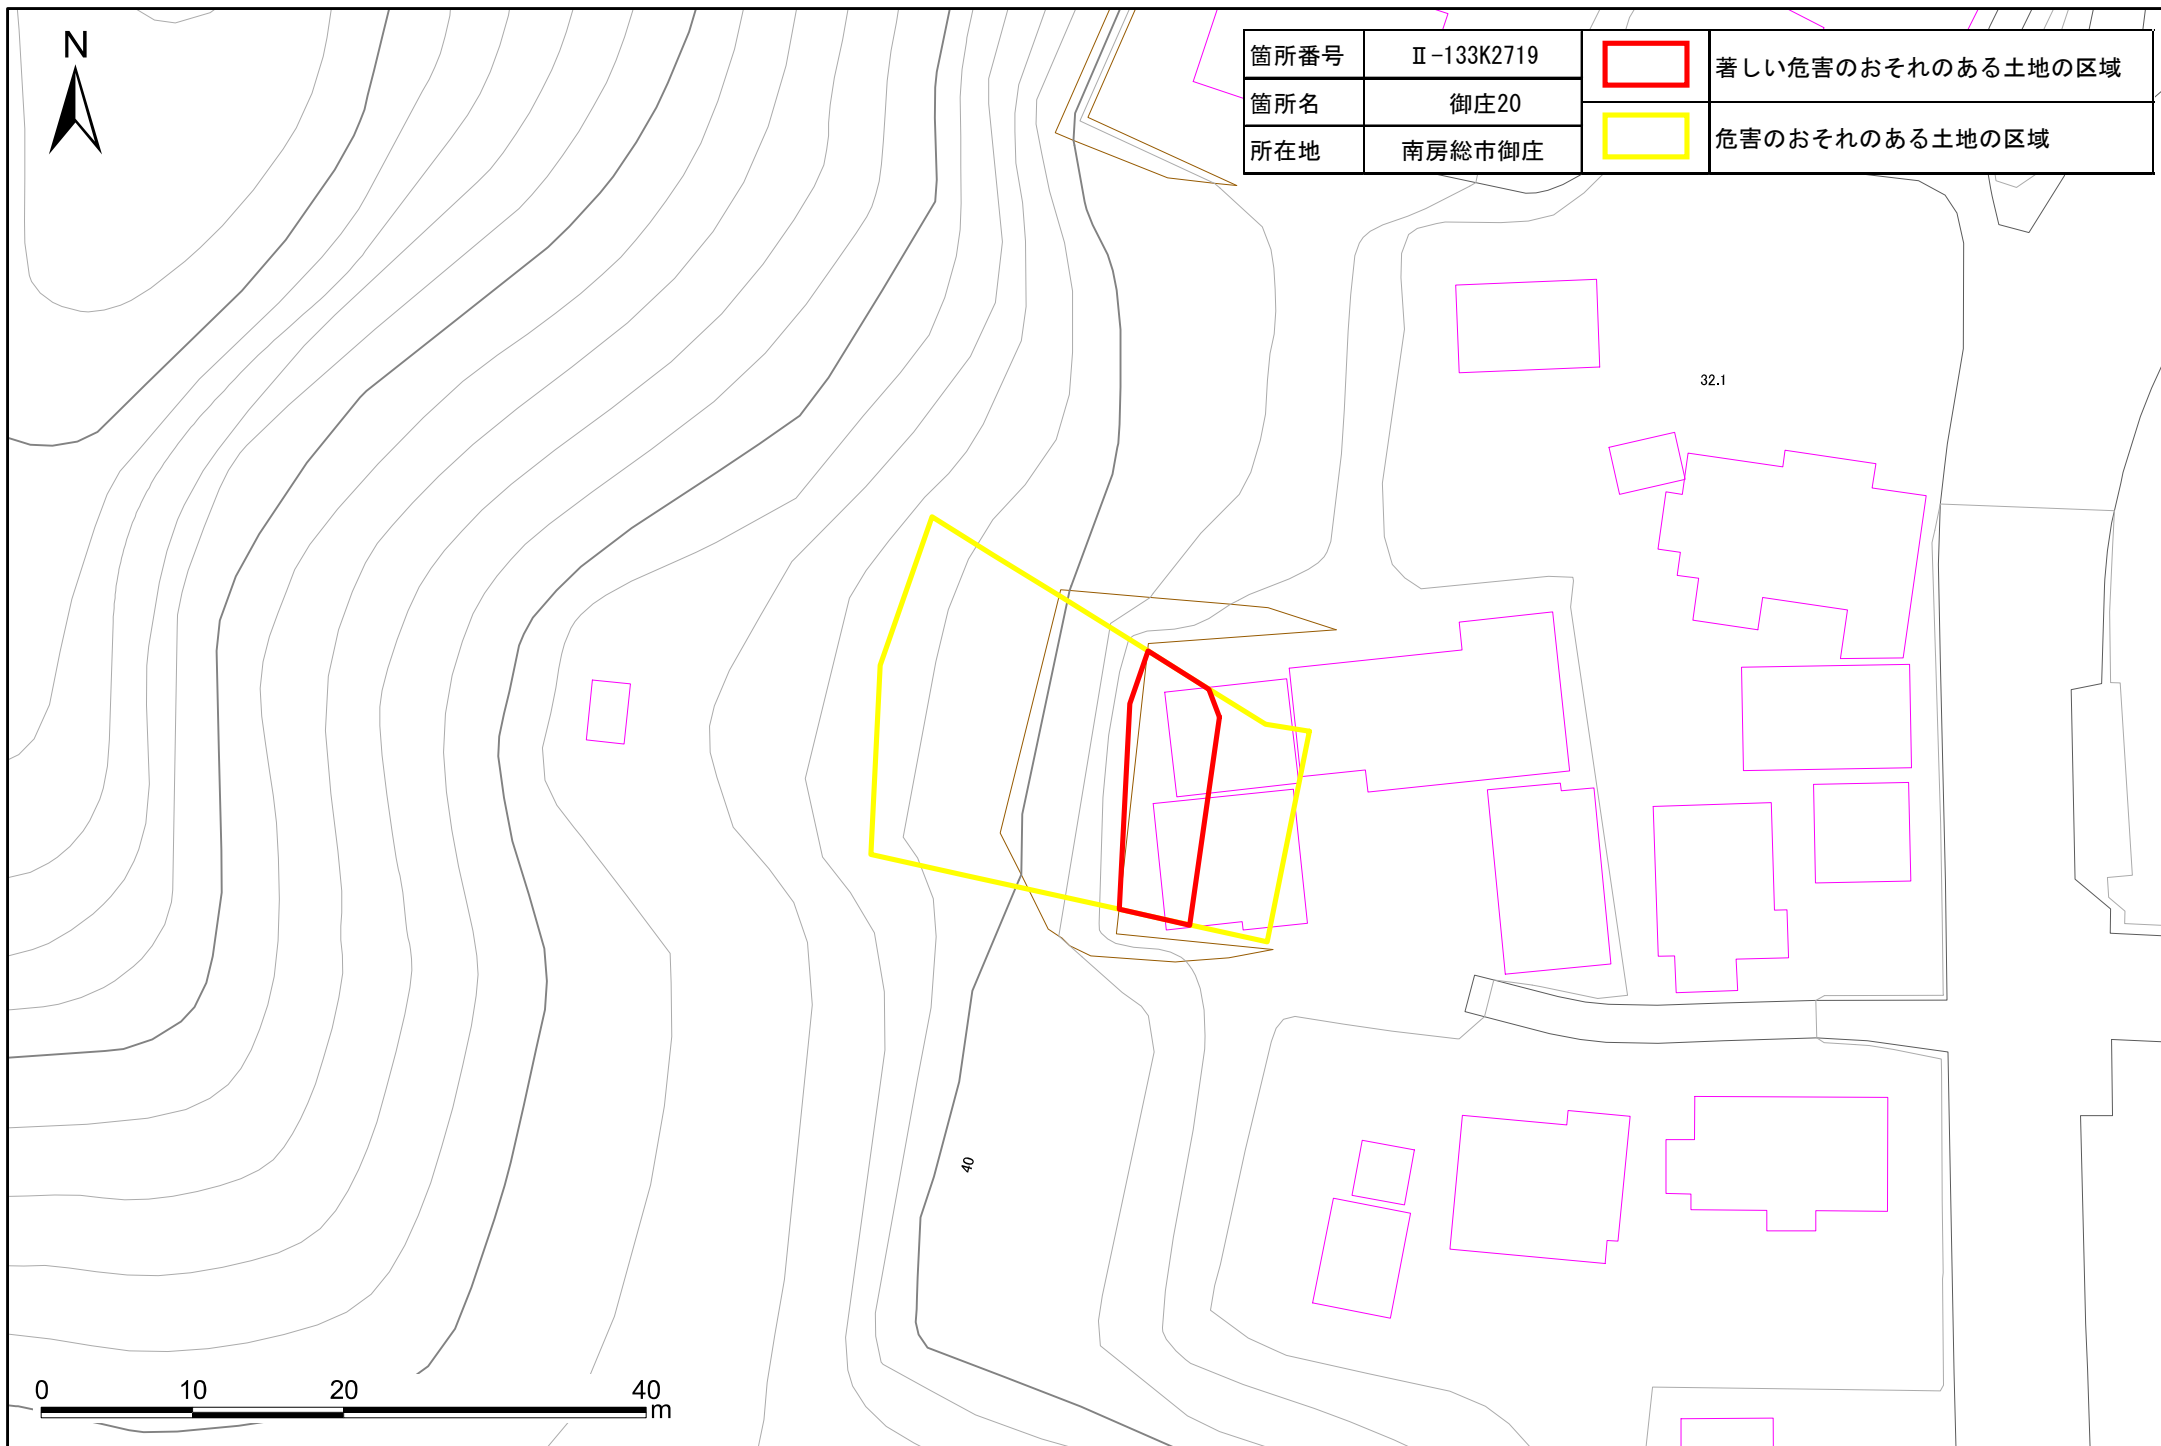 N
箇所番号 Ⅱ-133K2719 著しい危害のおそれのある土地の区域
箇所名 御庄20
所在地 南房総市御庄 危害のおそれのある土地の区域
32.1
40
0 10 20 40
m